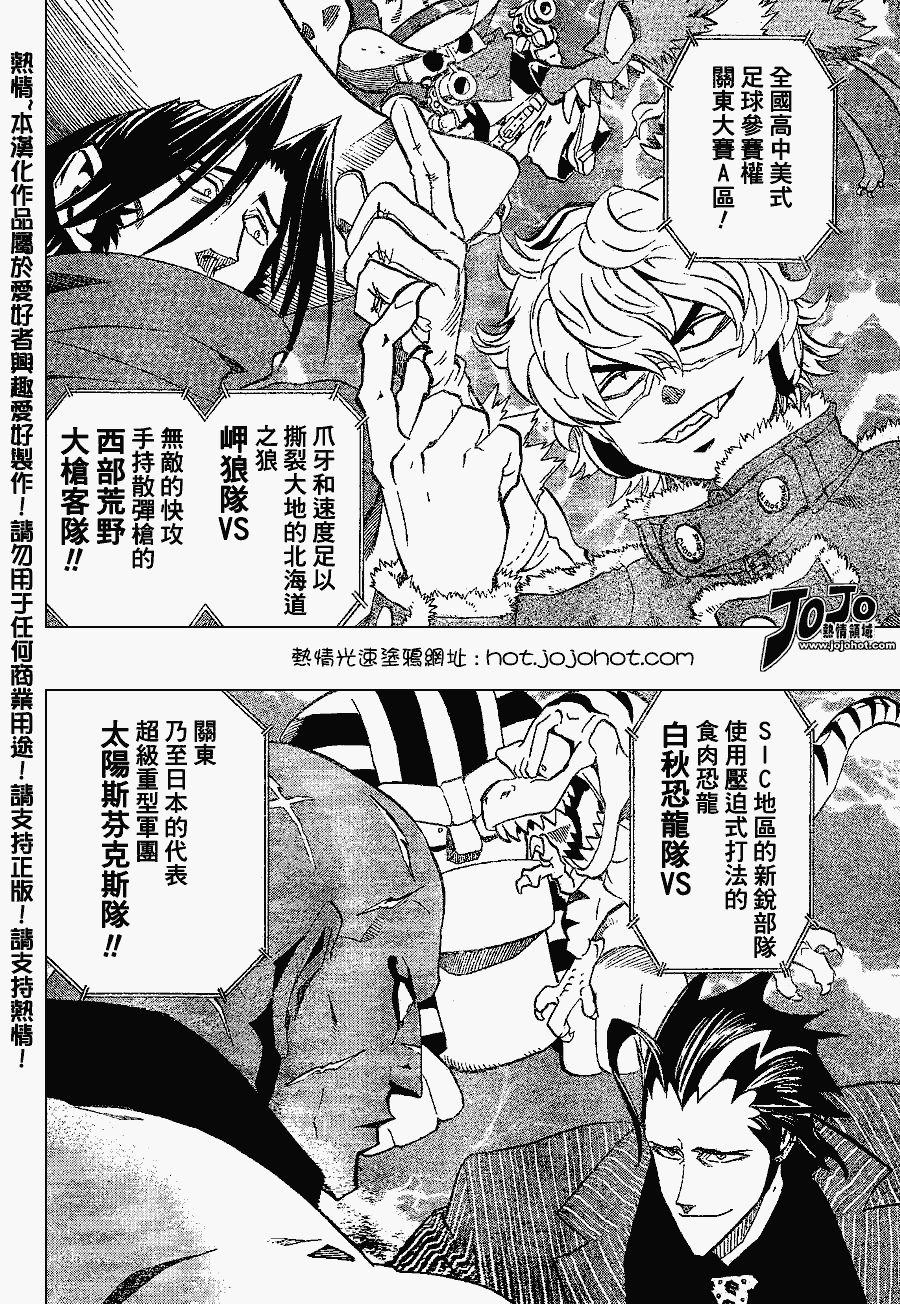 全國高中美式
足球參賽權
關東大賽A區！
爪牙和速度足以
撕裂大地的北海道
之狼
岬狼隊VS
無敵的快攻
手持散彈槍的
西部荒野
大槍客隊!!
JOJO
熱情領域
www.jojohot.com
熱情光速塗鴉網址：hot.jojohot.com
SIC地區的新銳部隊
使用壓迫式打法的
食肉恐龍
白秋恐龍隊VS
關東
乃至日本的代表
超級重型軍團
太陽斯芬克斯隊!!
熱情、本漢化作品屬於愛好者興趣愛好製作！請勿用于任何商業用途！請支持正版！請支持熱情！